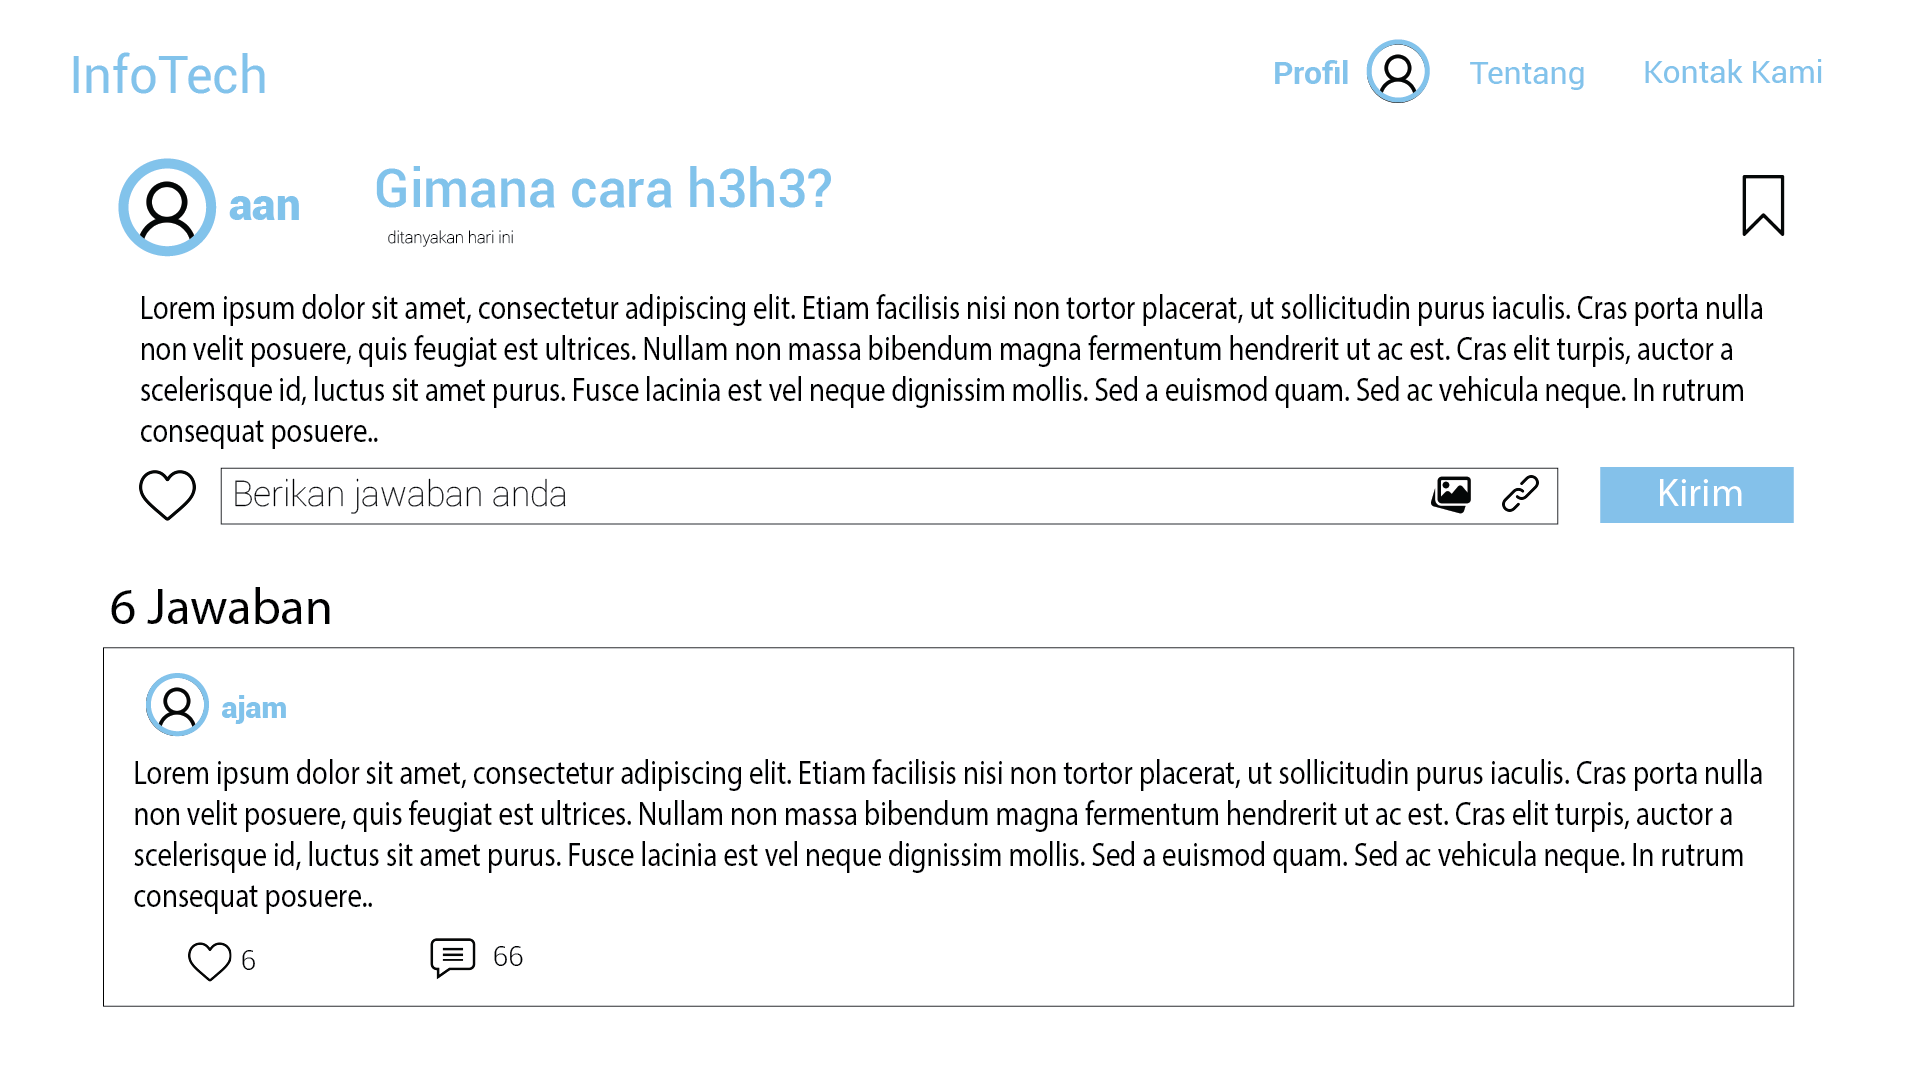 InfoTech
Profil
Tentang
Kontak Kami
aan
Gimana cara h3h3?
ditanyakan hari ini
Lorem ipsum dolor sit amet, consectetur adipiscing elit. Etiam facilisis nisi non tortor placerat, ut sollicitudin purus iaculis. Cras porta nulla
non velit posuere, quis feugiat est ultrices. Nullam non massa bibendum magna fermentum hendrerit ut ac est. Cras elit turpis, auctor a
scelerisque id, luctus sit amet purus. Fusce lacinia est vel neque dignissim mollis. Sed a euismod quam. Sed ac vehicula neque. In rutrum
consequat posuere..
Berikan jawaban anda
Kirim
6 Jawaban
ajam
Lorem ipsum dolor sit amet, consectetur adipiscing elit. Etiam facilisis nisi non tortor placerat, ut sollicitudin purus iaculis. Cras porta nulla
non velit posuere, quis feugiat est ultrices. Nullam non massa bibendum magna fermentum hendrerit ut ac est. Cras elit turpis, auctor a
scelerisque id, luctus sit amet purus. Fusce lacinia est vel neque dignissim mollis. Sed a euismod quam. Sed ac vehicula neque. In rutrum
consequat posuere..
6
66